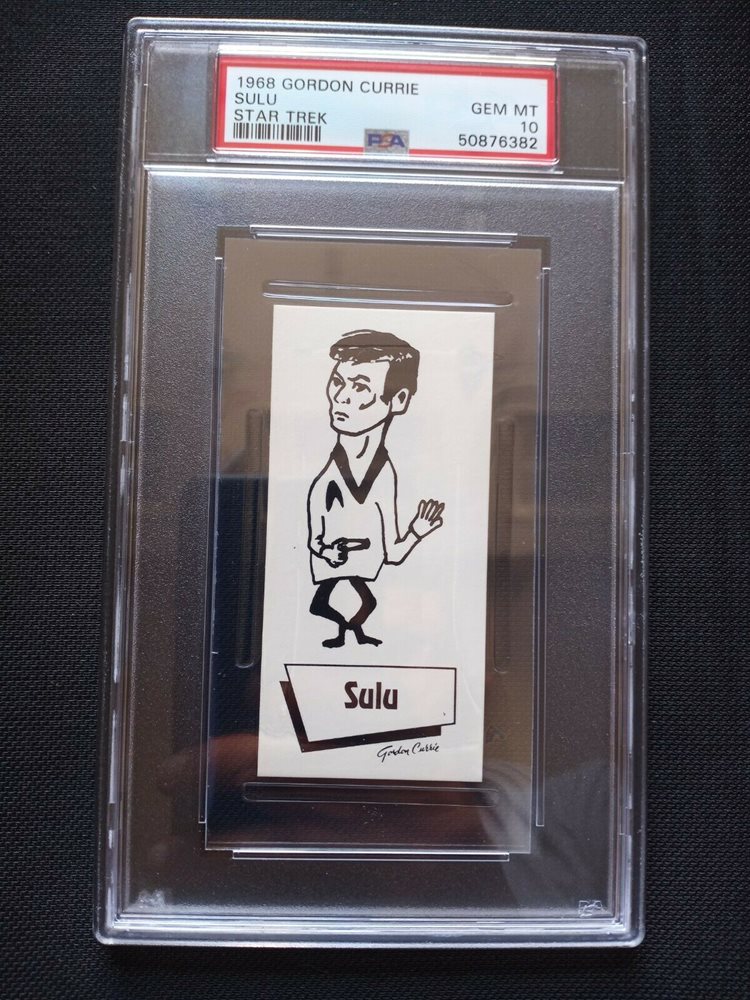 1968 GORDON CURRIE
SULU
STAR TREK
GEM MT
10
PSA
50876382
Sulu
Gordon Currie